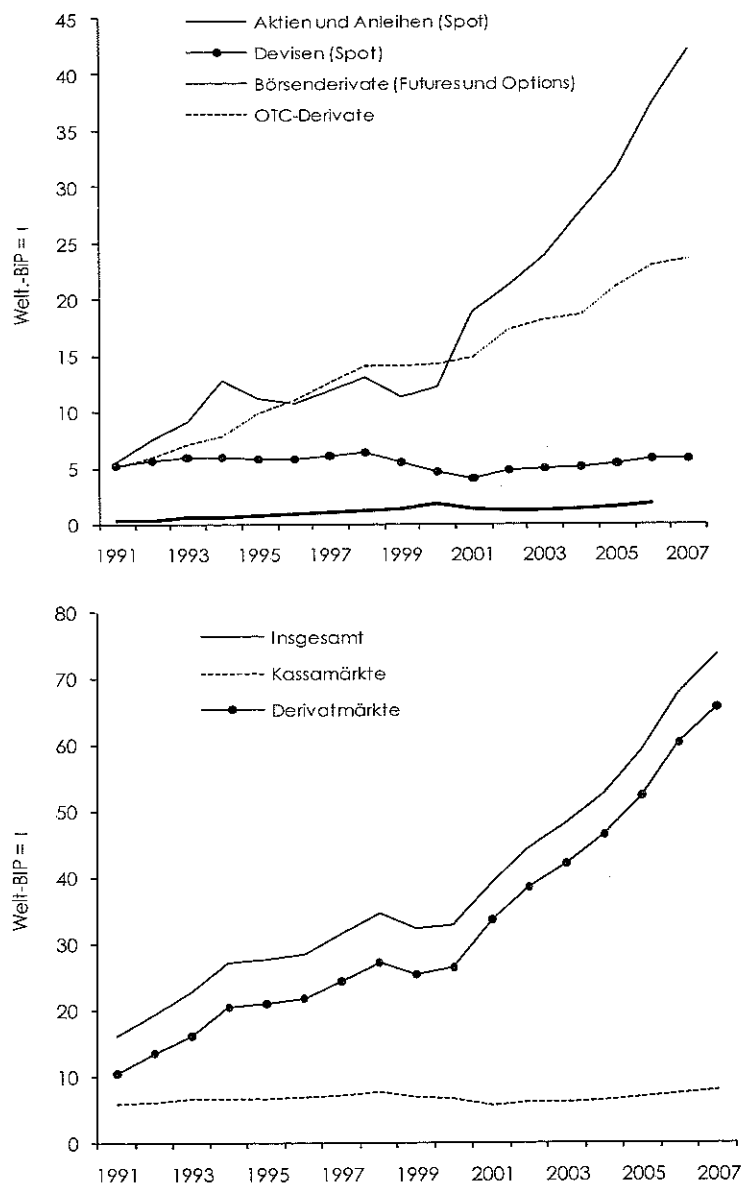 45
40
35
30
25
20
15
10
5
0
Welt.-BIP = 1
Aktien und Anleihen (Spot)
Devisen (Spot)
Börsenderivate (Futures und Options)
OTC-Derivate
1991 1993 1995 1997 1999 2001 2003 2005 2007
80
70
60
50
40
30
20
10
0
Welt-BIP = 1
Insgesamt
Kassamärkte
Derivatmärkte
1991 1993 1995 1997 1999 2001 2003 2005 2007